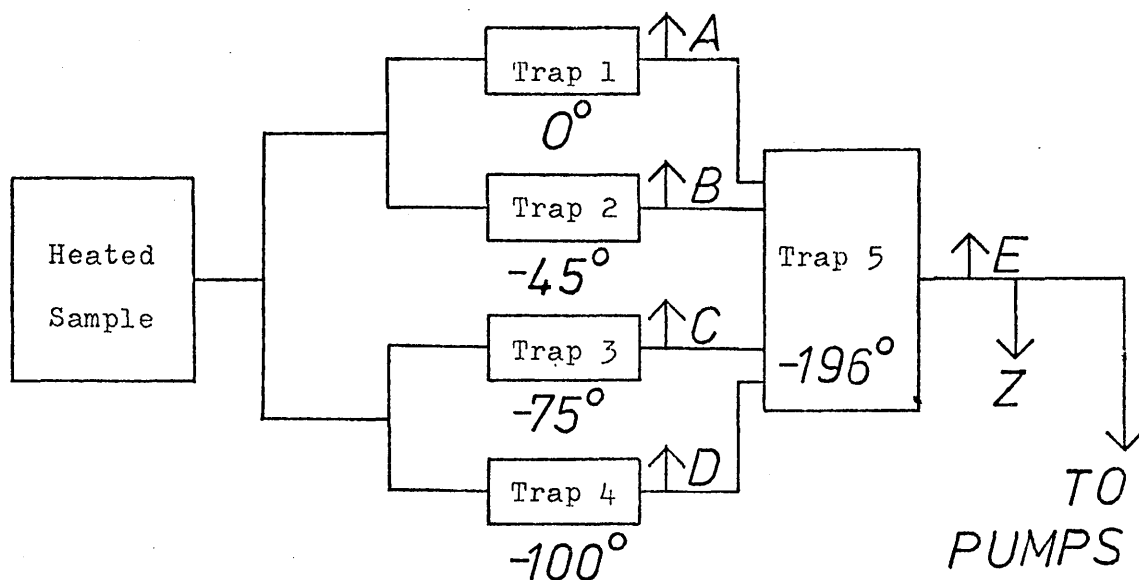 A
Trap 1
0°
B
Trap 2
-45°
Heated
Sample
Trap 5
E
C
Trap 3
-75°
-196°
Z
D
Trap 4
-100°
TO
PUMPS